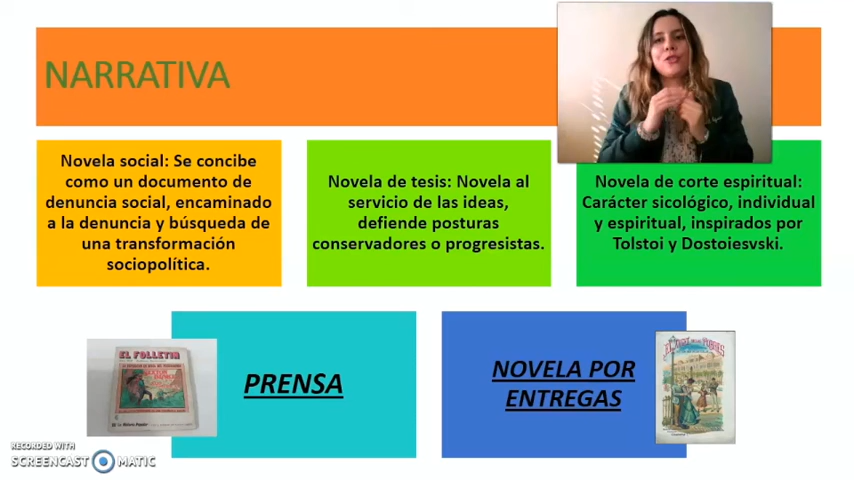 NARRATIVA
Novela social: Se concibe
como un documento de
denuncia social, encaminado
a la denuncia y búsqueda de
una transformación
sociopolítica.
Novela de tesis: Novela al
servicio de las ideas,
defiende posturas
conservadores o progresistas.
Novela de corte espiritual:
Carácter sicológico, individual
y espiritual, inspirados por
Tolstoi y Dostoiesvski.
EL FOLLETIN
PRENSA
NOVELA POR
ENTREGAS
RECORDED WITH
SCREENCAST MATIC